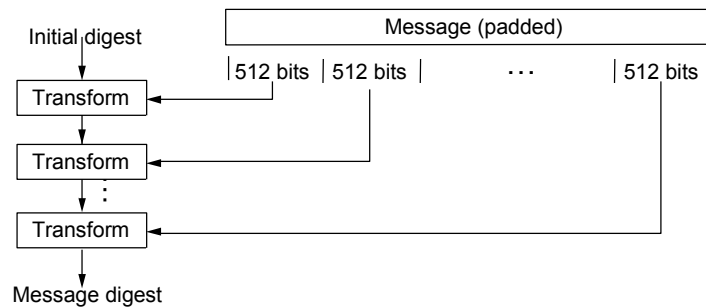 Initial digest
Message (padded)
512 bits 512 bits ... 512 bits
Transform
Transform
Transform
Message digest